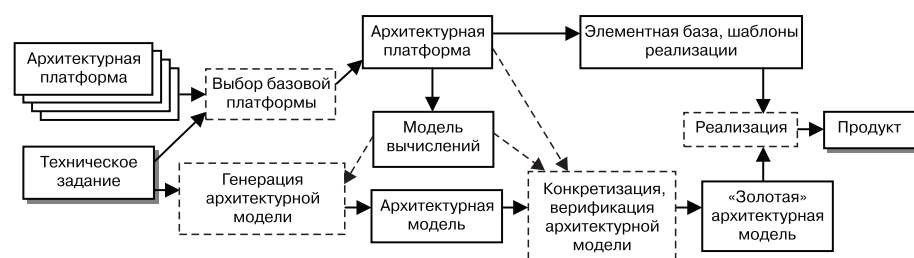 Архитектурная
платформа
Выбор базовой
платформы
Архитектурная
платформа
Элементная база, шаблоны
реализации
Модель
вычислений
Реализация
Продукт
Техническое
задание
Генерация
архитектурной
модели
Архитектурная
модель
Конкретизация,
верификация
архитектурной
модели
«Золотая»
архитектурная
модель